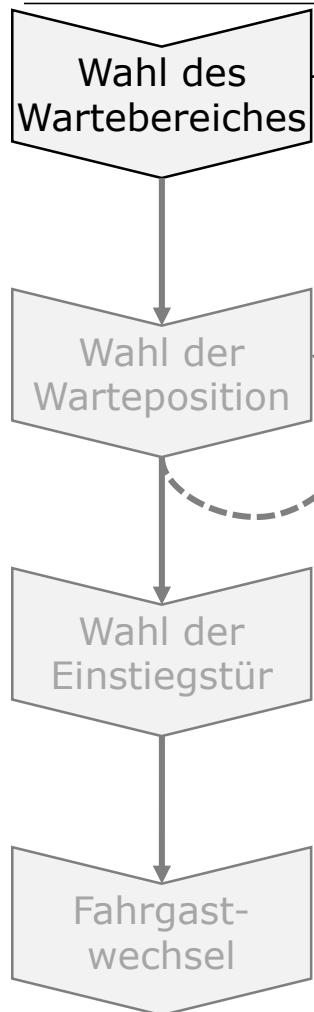 Wahl des
Wartebereiches
Wahl der
Warteposition
Wahl der
Einstiegstür
Fahrgast-
wechsel